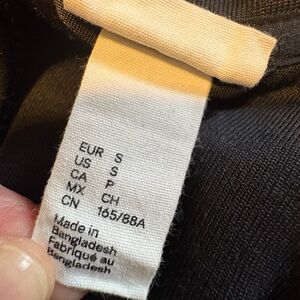 EUR S
US S
CA P
MX CH
CN 165/88A
Made in
Bangladesh
Fabriqué au
Bangladesh